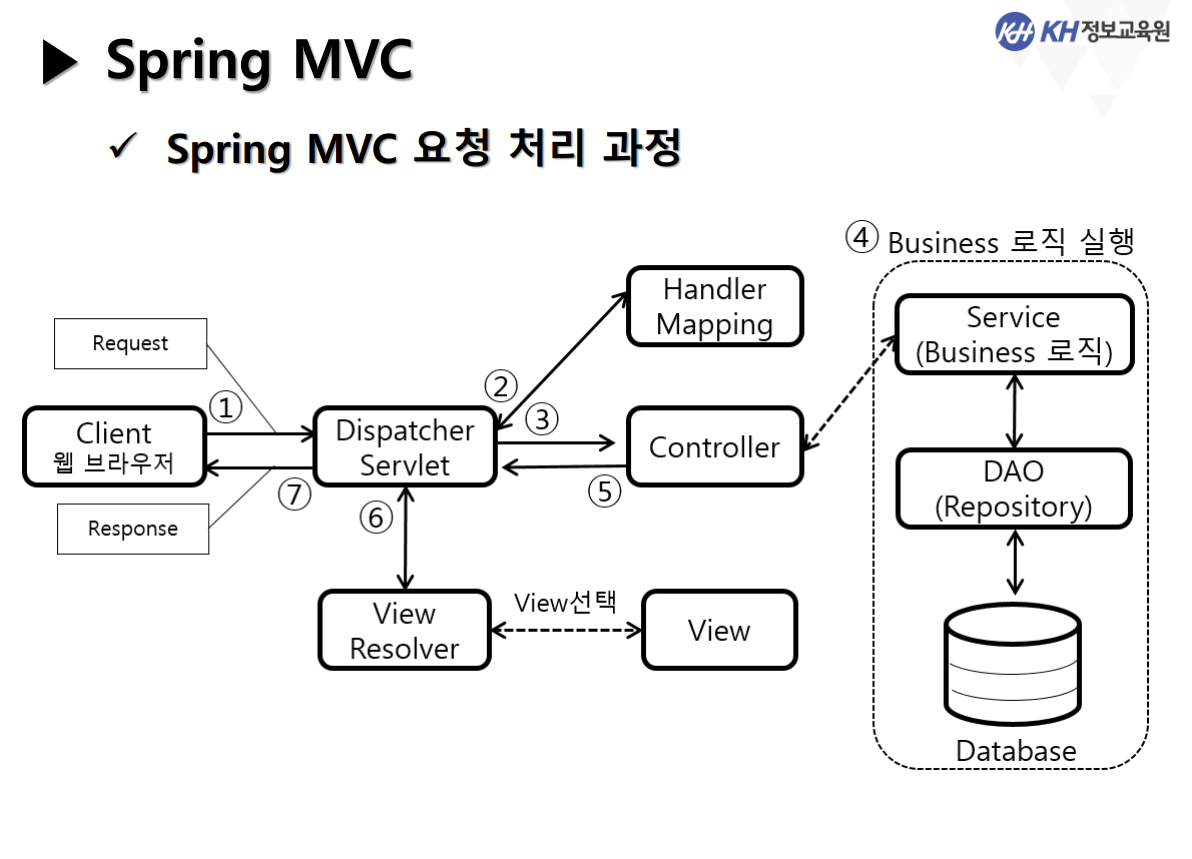 KH KH정보교육원
▶ Spring MVC
✓ Spring MVC 요청 처리 과정
④ Business 로직 실행
Handler
Mapping
Service
(Business 로직)
Request
②
①
③
Client
웹 브라우저
Dispatcher
Servlet
Controller
DAO
(Repository)
⑦
⑤
⑥
Response
View
Resolver
View선택
View
Database